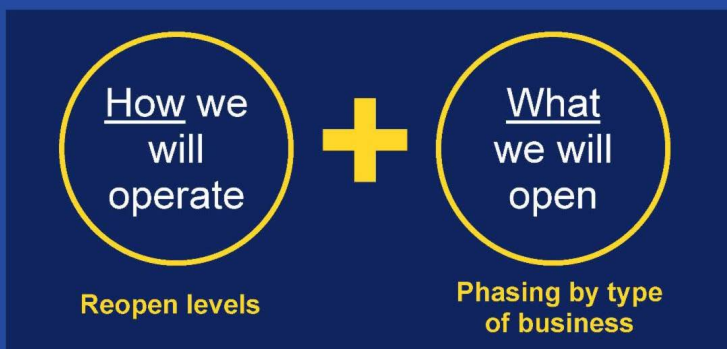 How we
will
operate
+
What
we will
open
Reopen levels
Phasing by type
of business